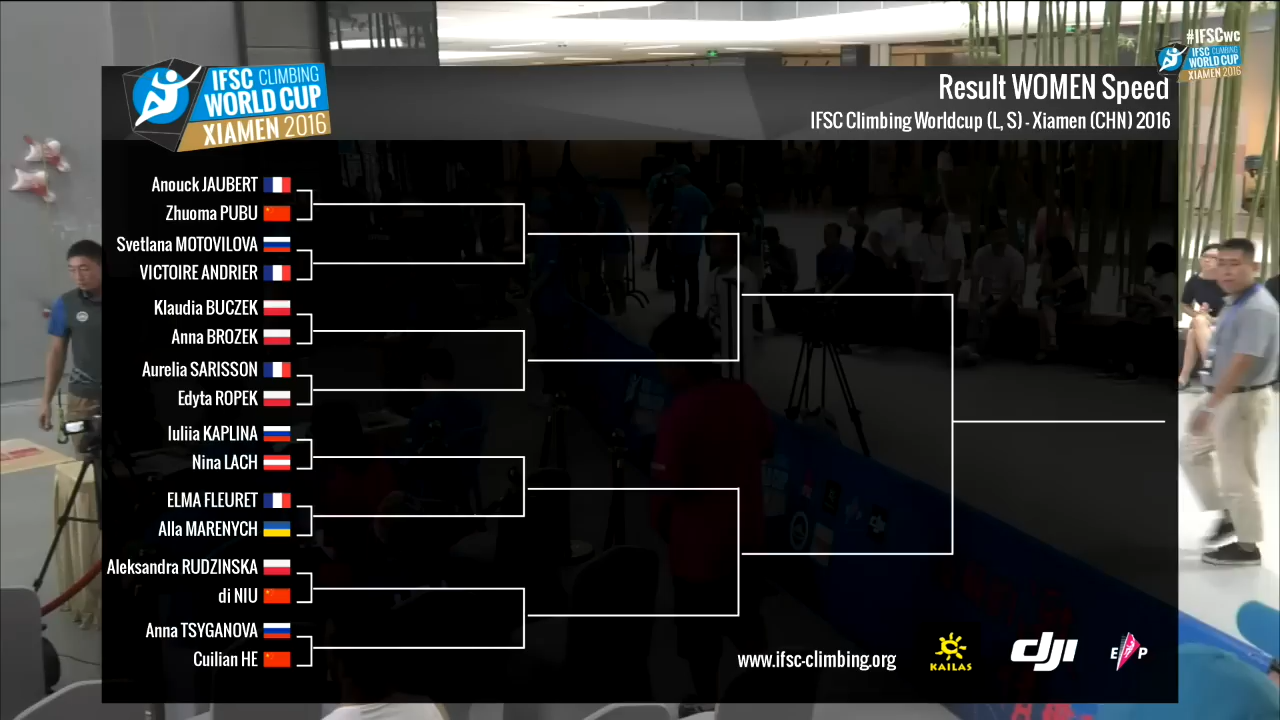 #IFSCwc
IFSC CLIMBING
WORLD CUP
XIAMEN 2016
IFSC CLIMBING
WORLD CUP
XIAMEN 2016
Result WOMEN Speed
IFSC Climbing Worldcup (L, S) - Xiamen (CHN) 2016
Anouck JAUBERT
Zhuoma PUBU
Svetlana MOTOVILOVA
VICTOIRE ANDRIER
Klaudia BUCZEK
Anna BROZEK
Aurelia SARISSON
Edyta ROPEK
Iuliia KAPLINA
Nina LACH
ELMA FLEURET
Alla MARENYCH
Aleksandra RUDZINSKA
di NIU
Anna TSYGANOVA
Cuilian HE
www.ifsc-climbing.org
KAILAS
dji
E P